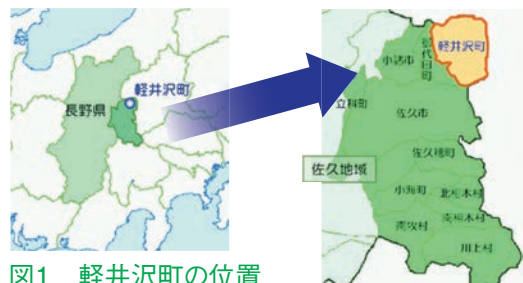 軽井沢町
長野県
図1 軽井沢町の位置
軽井沢町
御代田町
小諸市
立科町
佐久市
佐久穂町
佐久地域
小海町
北相木村
南相木村
南牧村
川上村